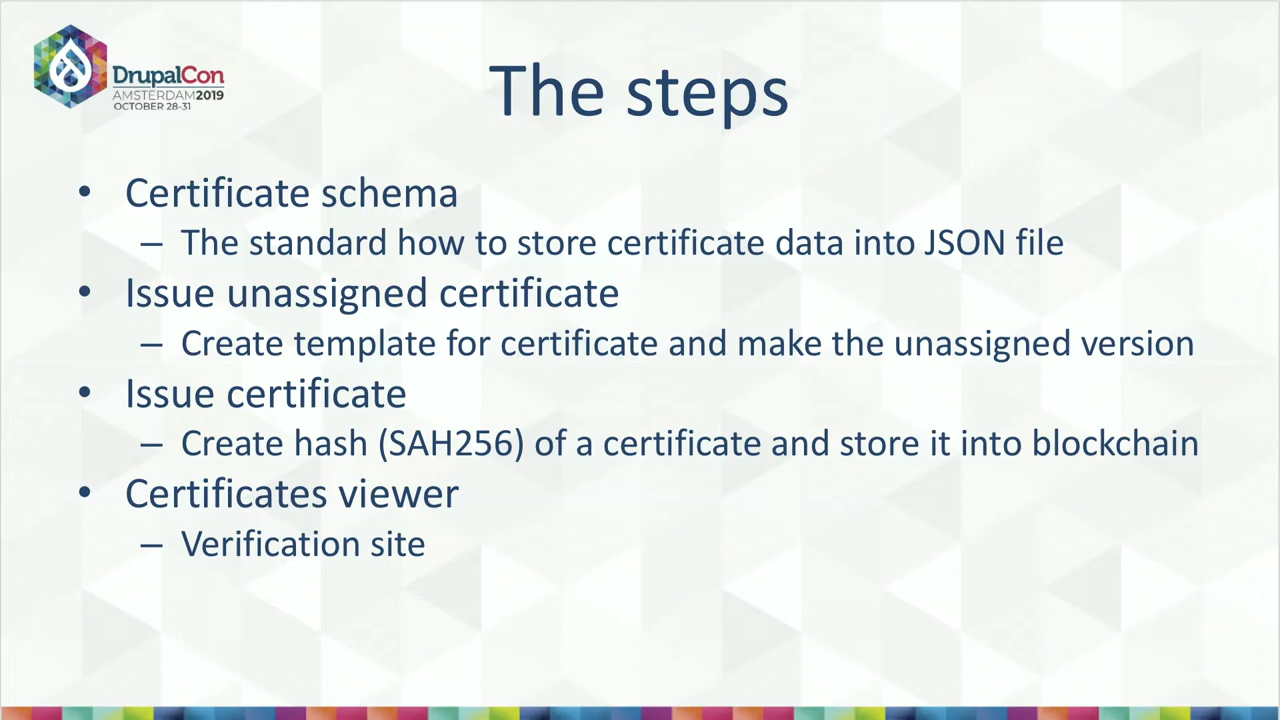 DrupalCon
AMSTERDAM2019
OCTOBER 28-31
The steps
• Certificate schema
– The standard how to store certificate data into JSON file
• Issue unassigned certificate
– Create template for certificate and make the unassigned version
• Issue certificate
– Create hash (SAH256) of a certificate and store it into blockchain
• Certificates viewer
– Verification site